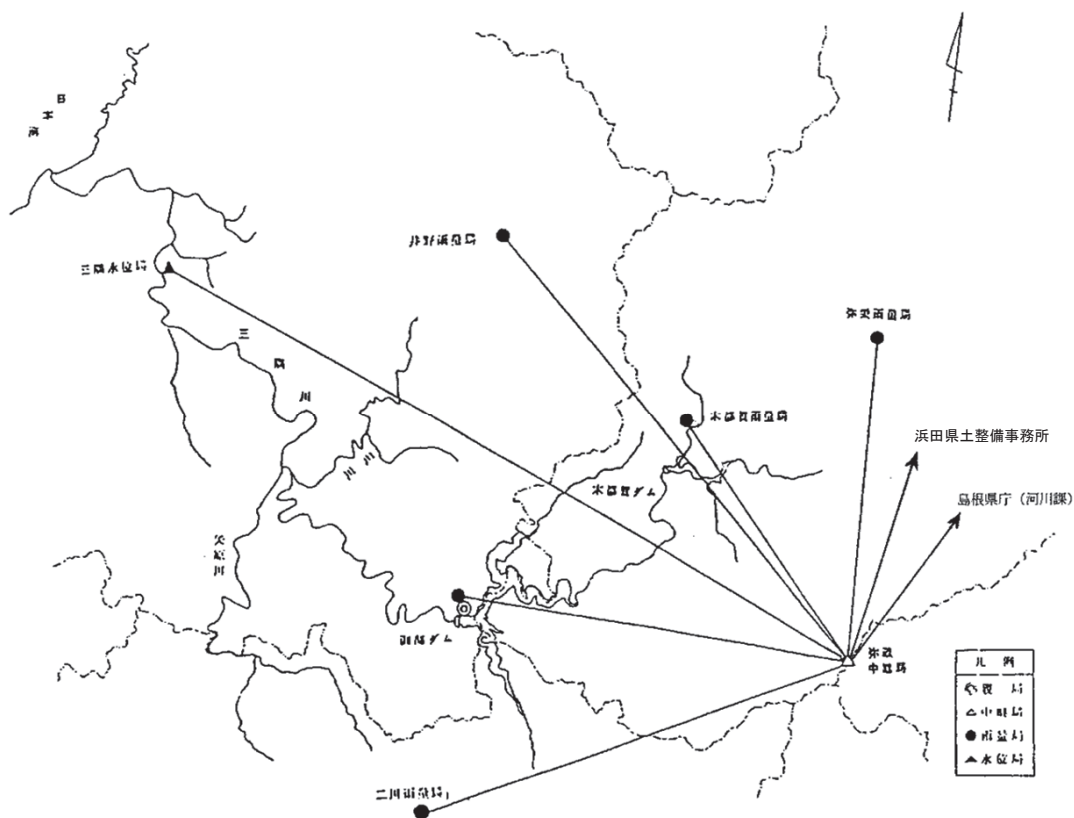 日本海
井野雨量局
三隅水位局
弥栄雨量局
三隅川
木都賀雨量局
浜田県土整備事務所
木都賀ダム
島根県庁（河川課）
矢原川
御部ダム
弥畝
中継局
凡例
親局
中継局
雨量局
水位局
二川雨量局